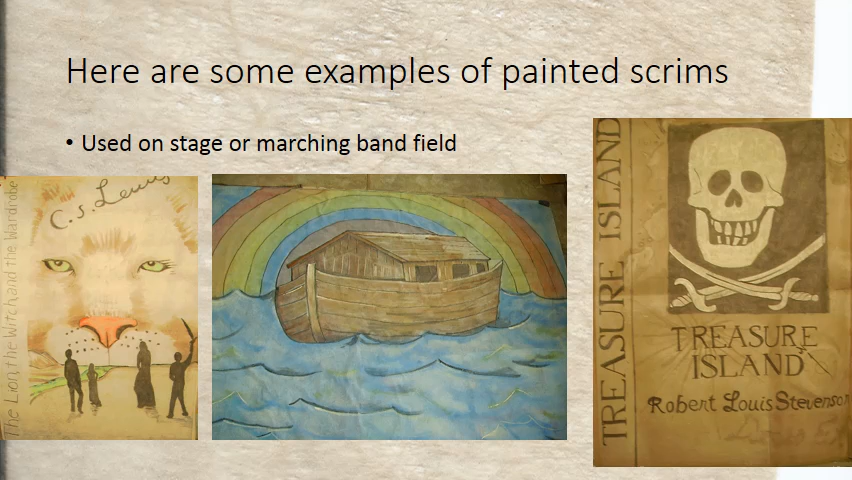 Here are some examples of painted scrims
• Used on stage or marching band field
C.S. Lewis
The Lion, the Witch and the Wardrobe
TREASURE ISLAND
TREASURE
ISLAND
Robert Louis Stevenson